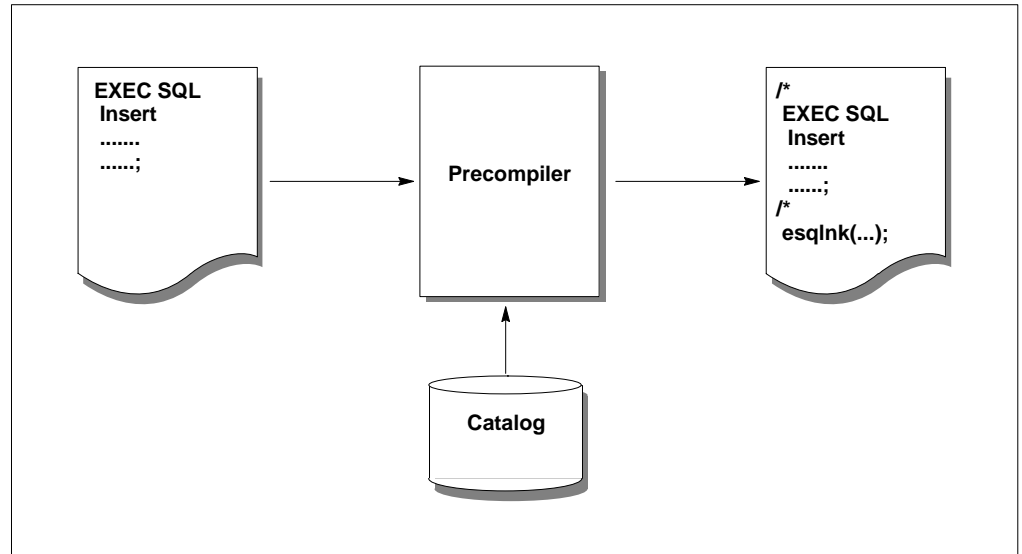 EXEC SQL
Insert
.......
......;
Precompiler
/*
EXEC SQL
Insert
.......
......;
/*
esqlnk(...);
Catalog